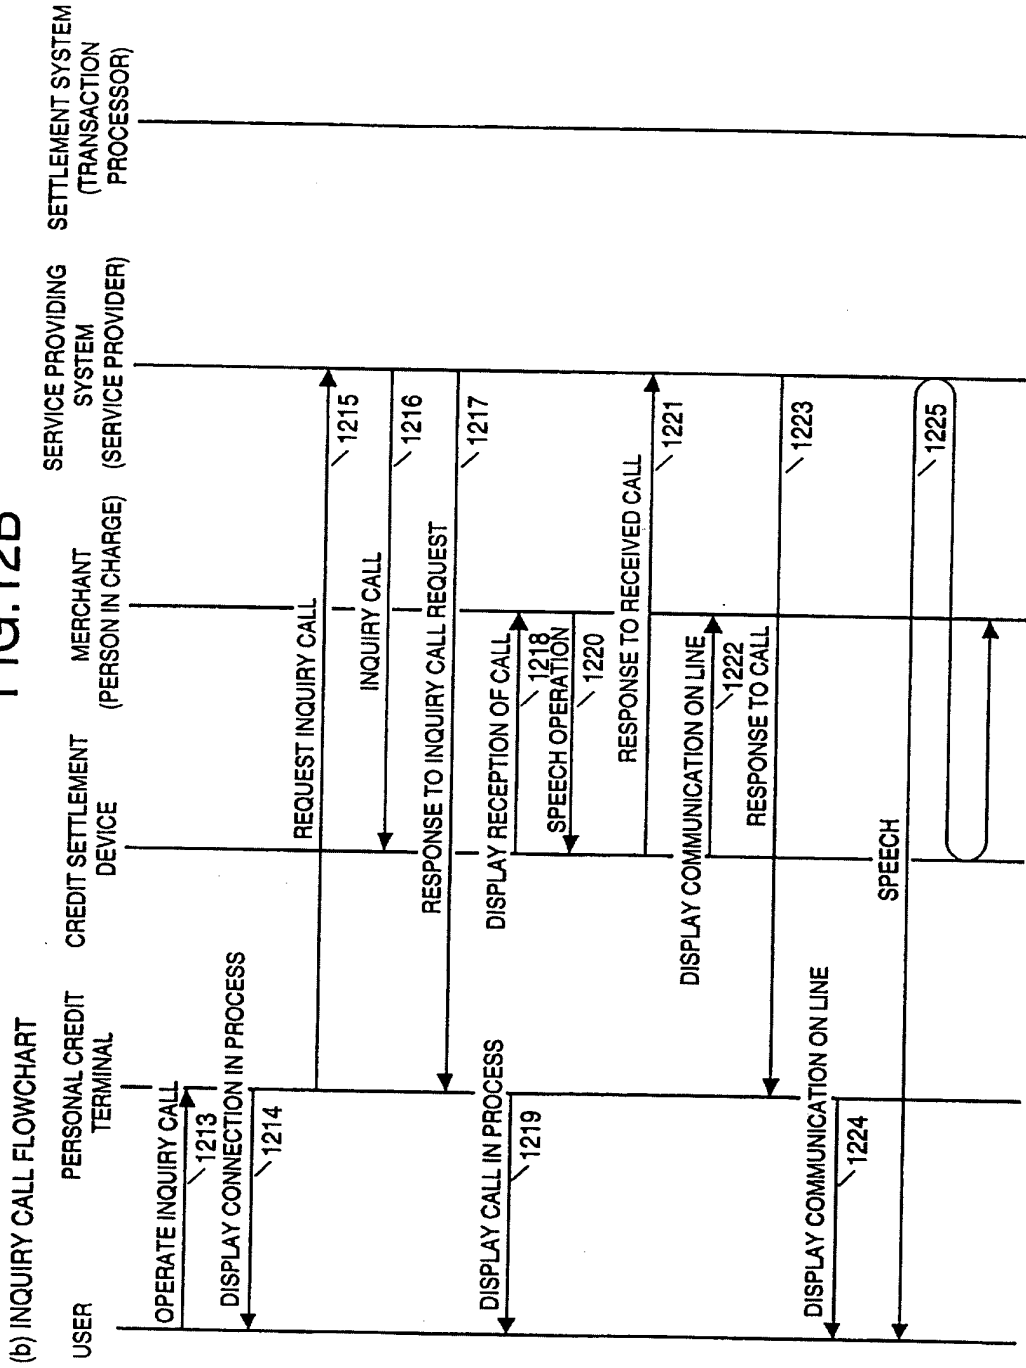 FIG.12B
(b) INQUIRY CALL FLOWCHART
USER
PERSONAL CREDIT
TERMINAL
CREDIT SETTLEMENT
DEVICE
MERCHANT
(PERSON IN CHARGE)
SERVICE PROVIDING
SYSTEM
(SERVICE PROVIDER)
SETTLEMENT SYSTEM
(TRANSACTION
PROCESSOR)
OPERATE INQUIRY CALL
1213
DISPLAY CONNECTION IN PROCESS
1214
REQUEST INQUIRY CALL
1215
INQUIRY CALL
1216
RESPONSE TO INQUIRY CALL REQUEST
1217
DISPLAY RECEPTION OF CALL
1218
DISPLAY CALL IN PROCESS
1219
SPEECH OPERATION
1220
RESPONSE TO RECEIVED CALL
1221
DISPLAY COMMUNICATION ON LINE
1222
RESPONSE TO CALL
1223
DISPLAY COMMUNICATION ON LINE
1224
SPEECH
1225